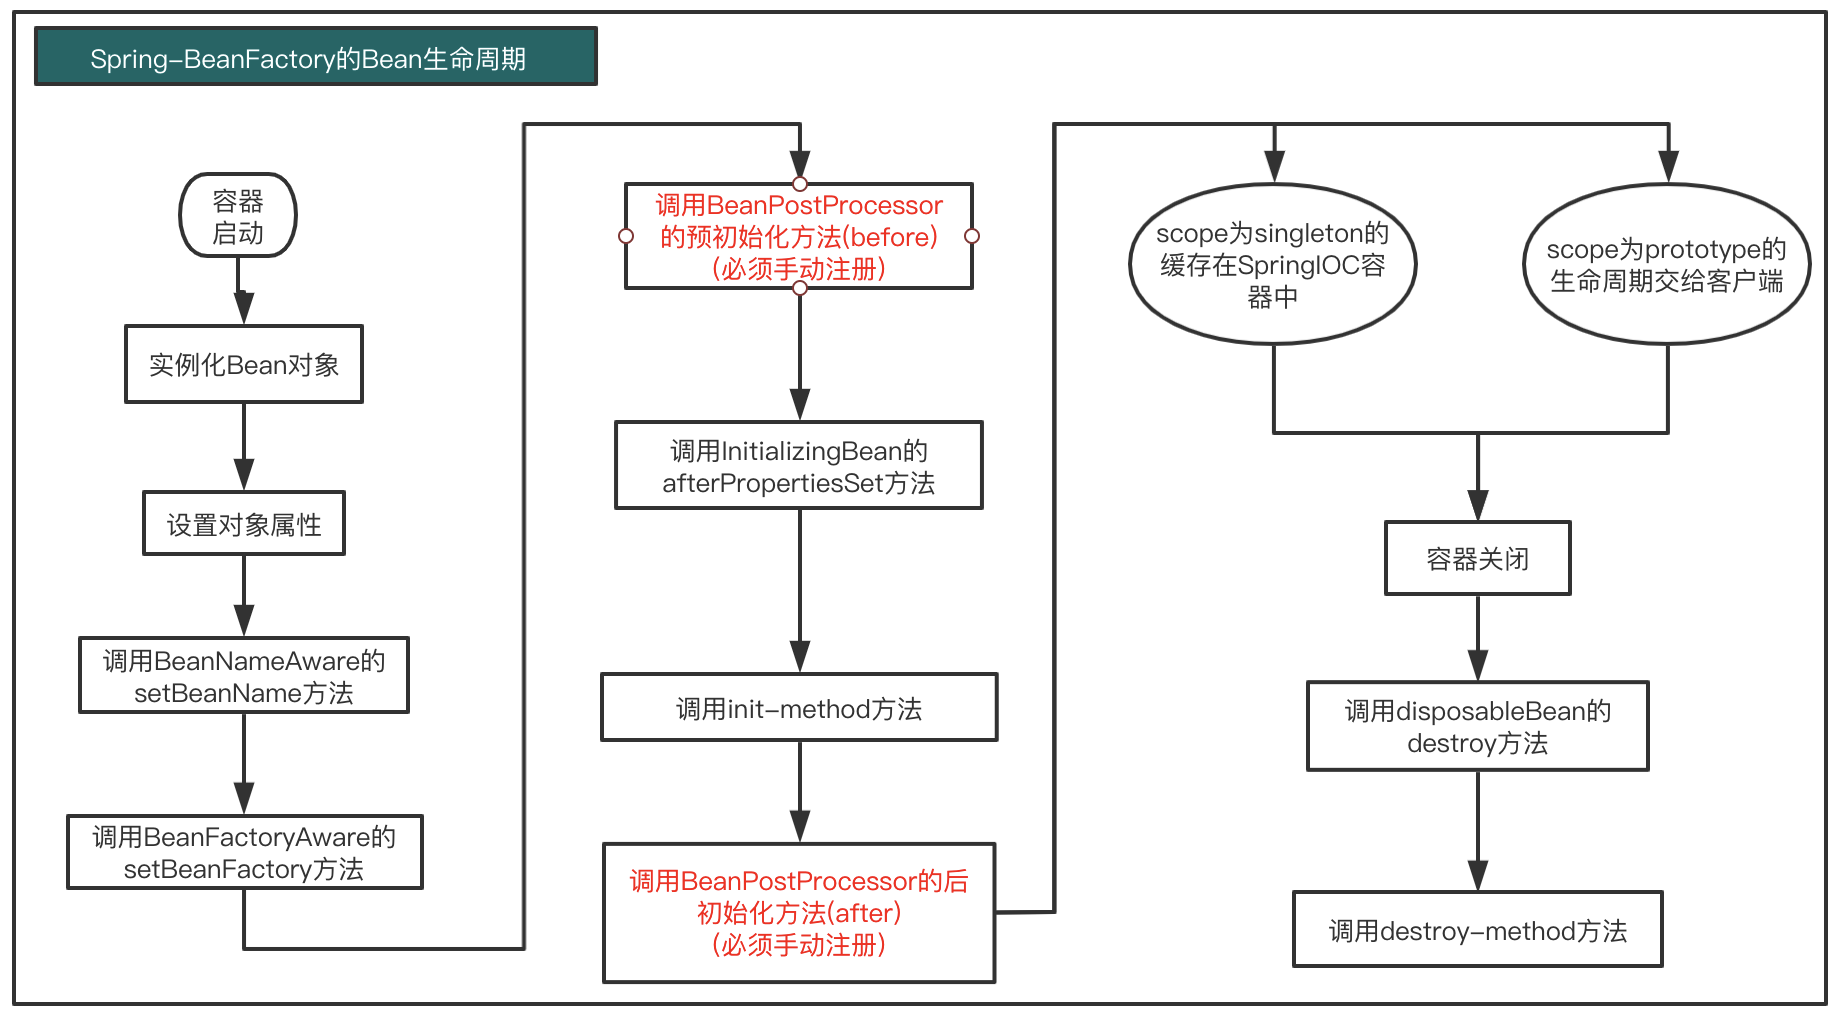 Spring-BeanFactory的Bean生命周期
容器
启动
实例化Bean对象
设置对象属性
调用BeanNameAware的
setBeanName方法
调用BeanFactoryAware的
setBeanFactory方法
调用BeanPostProcessor
的预初始化方法(before)
(必须手动注册)
调用InitializingBean的
afterPropertiesSet方法
调用init-method方法
调用BeanPostProcessor的后
初始化方法(after)
(必须手动注册)
scope为singleton的
缓存在SpringIOC容
器中
scope为prototype的
生命周期交给客户端
容器关闭
调用disposableBean的
destroy方法
调用destroy-method方法